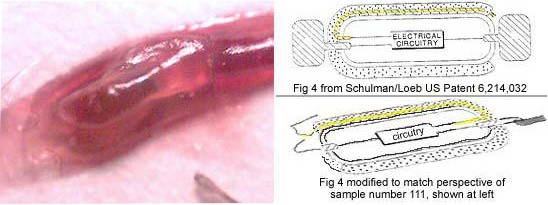 ELECTRICAL
CIRCUITRY
Fig 4 from Schulman/Loeb US Patent 6,214,032
circutry
Fig 4 modified to match perspective of
sample number 111, shown at left